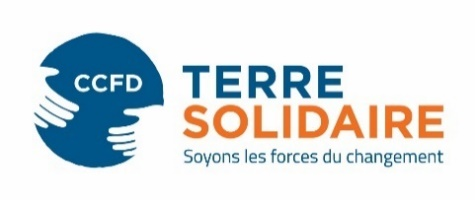 CCFD
TERRE
SOLIDAIRE
Soyons les forces du changement